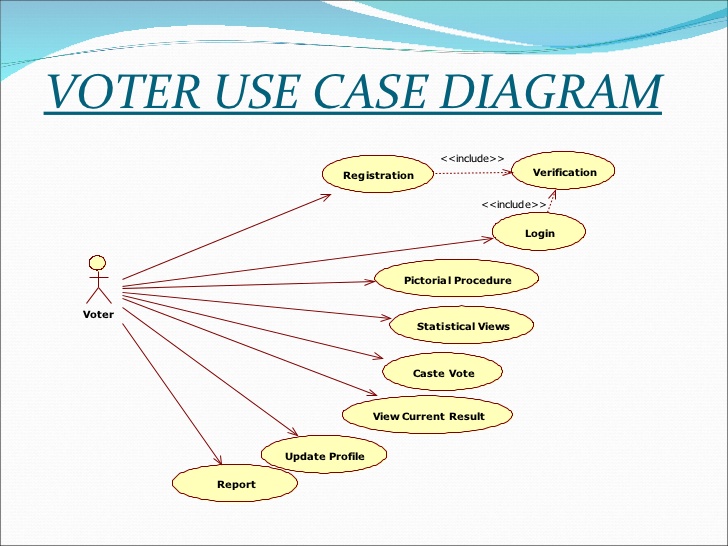 VOTER USE CASE DIAGRAM
<<include>>
Registration
Verification
<<include>>
Login
Pictorial Procedure
Voter
Statistical Views
Caste Vote
View Current Result
Update Profile
Report